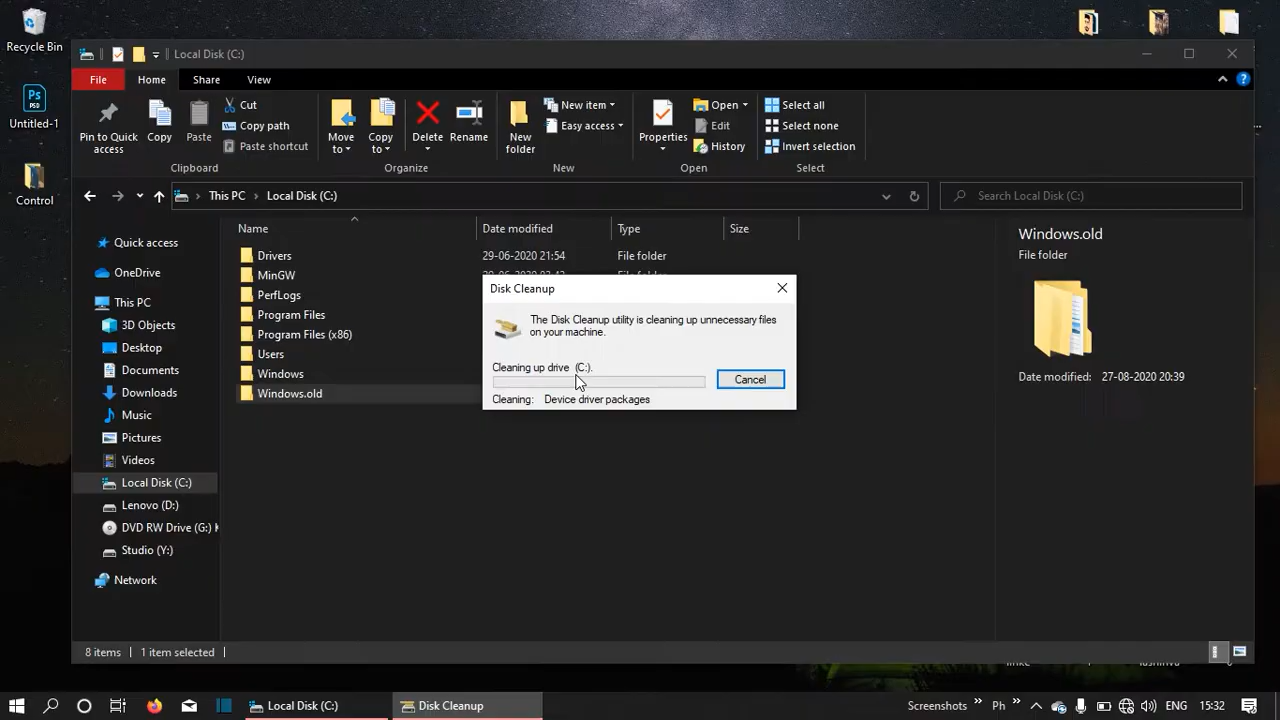 Recycle Bin
Untitled-1
Control
Local Disk (C:)
File
Home
Share
View
Pin to Quick access
Copy
Paste
Cut
Copy path
Paste shortcut
Clipboard
Move to
Copy to
Delete
Rename
Organize
New folder
New item
Easy access
New
Properties
Open
Edit
History
Open
Select all
Select none
Invert selection
Select
This PC
Local Disk (C:)
Search Local Disk (C:)
Quick access
OneDrive
This PC
3D Objects
Desktop
Documents
Downloads
Music
Pictures
Videos
Local Disk (C:)
Lenovo (D:)
DVD RW Drive (G:) K
Studio (Y:)
Network
Name Date modified Type Size
Drivers 29-06-2020 21:54 File folder
MinGW
PerfLogs
Program Files
Program Files (x86)
Users
Windows
Windows.old
Disk Cleanup
The Disk Cleanup utility is cleaning up unnecessary files
on your machine.
Cleaning up drive (C:).
Cancel
Cleaning: Device driver packages
Windows.old
File folder
Date modified: 27-08-2020 20:39
8 items 1 item selected
Local Disk (C:)
Disk Cleanup
Screenshots
Ph
ENG
15:32